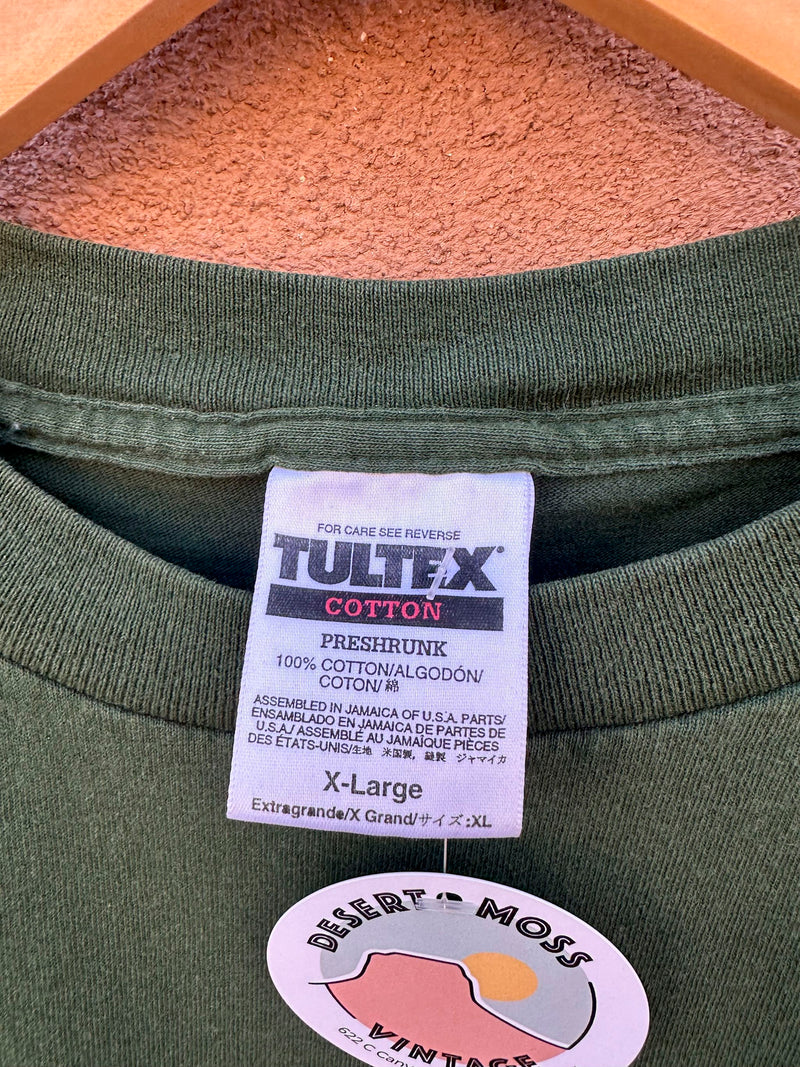 FOR CARE SEE REVERSE
TULTEX®
COTTON
PRESHRUNK
100% COTTON/ALGODÓN/
COTON/綿
ASSEMBLED IN JAMAICA OF U.S.A. PARTS/
ENSAMBLADO EN JAMAICA DE PARTES DE
U.S.A./ ASSEMBLÉ AU JAMAÏQUE PIÈCES
DES ÉTATS-UNIS/生地 米国製, 縫製 ジャマイカ
X-Large
Extragrande/X Grand/サイズ:XL
DESERT MOSS
VINTAGE
622 C